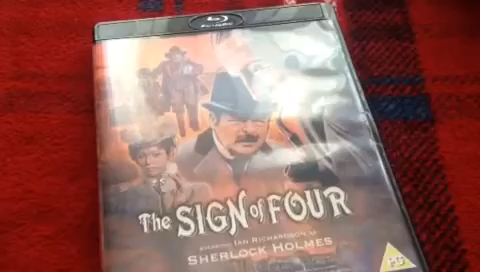 The SIGN of FOUR
STARRING IAN RICHARDSON AS
SHERLOCK HOLMES
PG